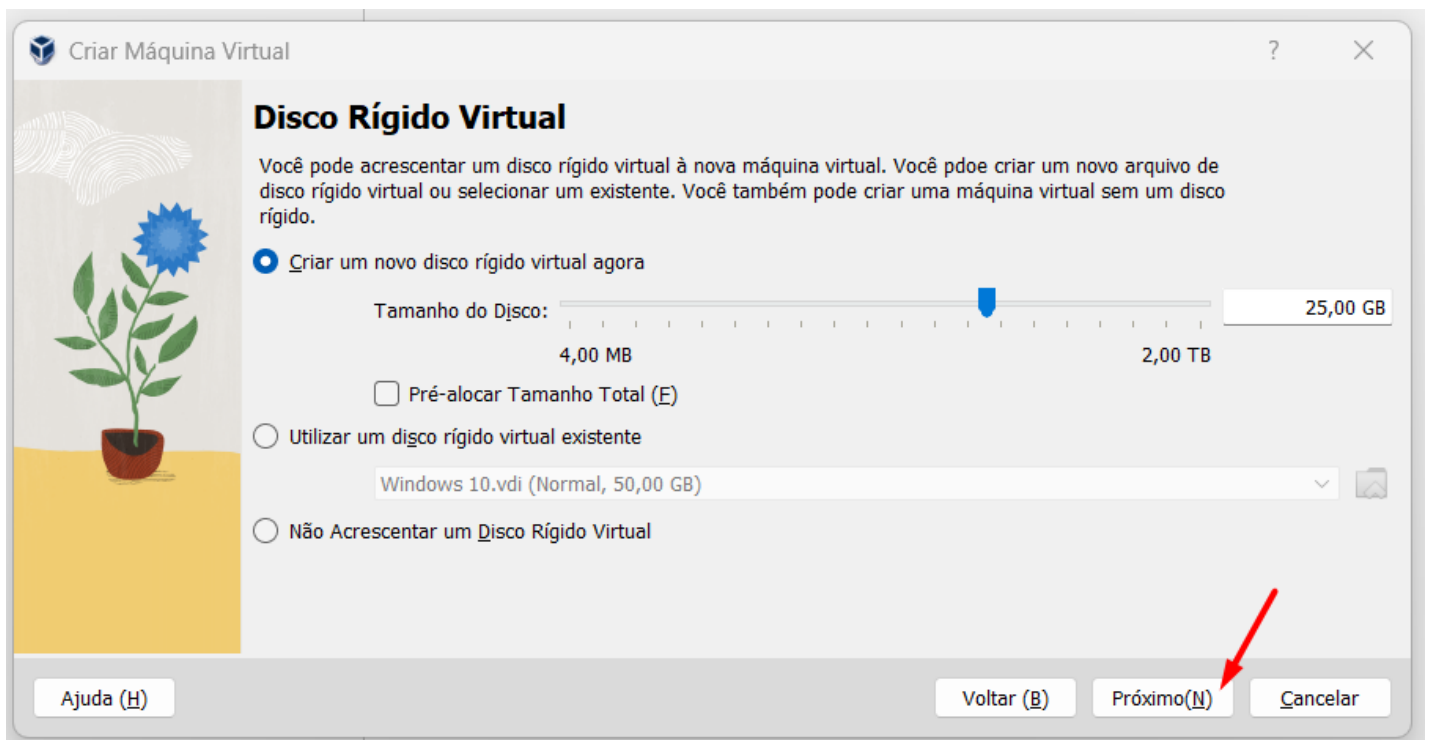 Criar Máquina Virtual
?
Disco Rígido Virtual
Você pode acrescentar um disco rígido virtual à nova máquina virtual. Você pdoe criar um novo arquivo de
disco rígido virtual ou selecionar um existente. Você também pode criar uma máquina virtual sem um disco
rígido.
Criar um novo disco rígido virtual agora
Tamanho do Disco:
25,00 GB
4,00 MB
2,00 TB
Pré-alocar Tamanho Total (F)
Utilizar um disco rígido virtual existente
Windows 10.vdi (Normal, 50,00 GB)
Não Acrescentar um Disco Rígido Virtual
Ajuda (H)
Voltar (B)
Próximo(N)
Cancelar